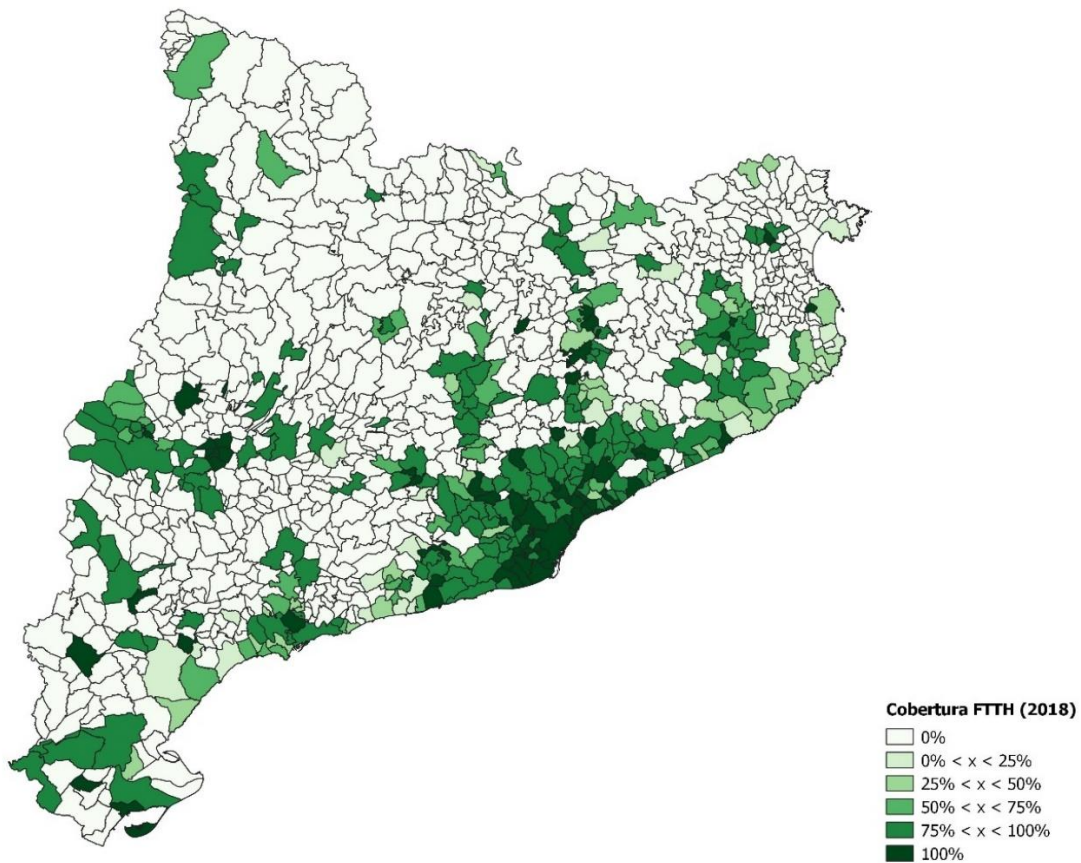 Cobertura FTTH (2018)
0%
0% < x < 25%
25% < x < 50%
50% < x < 75%
75% < x < 100%
100%